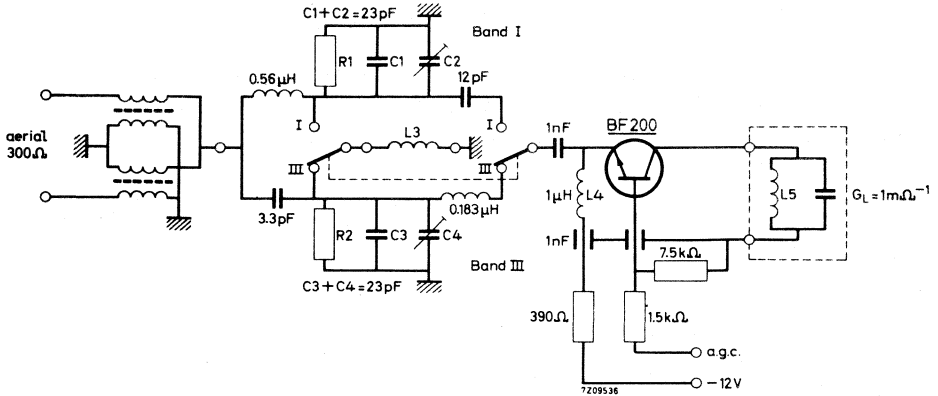 C1+C2=23pF
Band I
R1
C1
C2
0.56µH
12pF
I
I
L3
aerial
300Ω
III
III
3.3pF
0.183µH
R2
C3
C4
C3+C4=23pF
Band III
1nF
BF200
1µH
L4
1nF
7.5kΩ
L5
G_L=1mΩ⁻¹
390Ω
1.5kΩ
a.g.c.
-12V
7Z09536